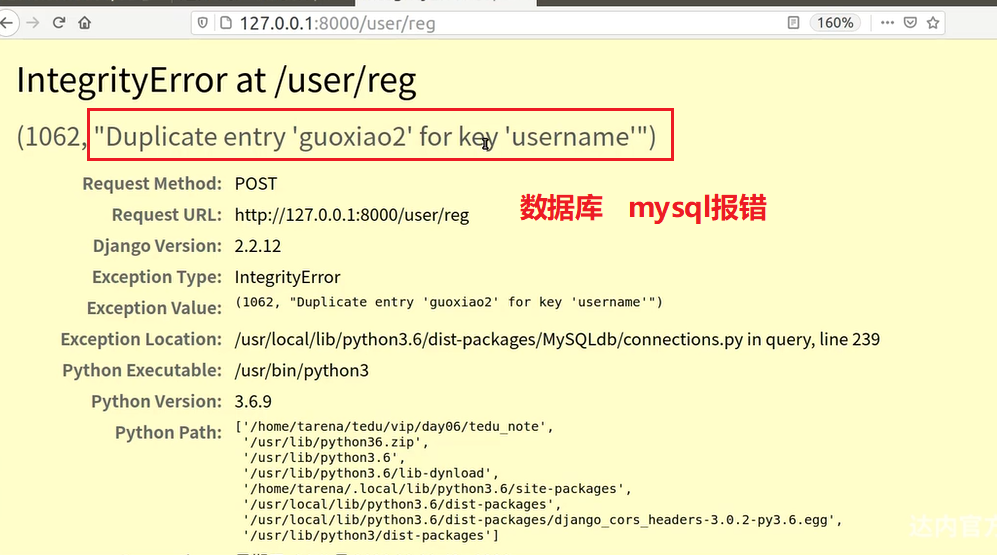 127.0.0.1:8000/user/reg
160%
IntegrityError at /user/reg
(1062, "Duplicate entry 'guoxiao2' for key 'username'")
Request Method: POST
数据库 mysql报错
Request URL: http://127.0.0.1:8000/user/reg
Django Version: 2.2.12
Exception Type: IntegrityError
Exception Value: (1062, "Duplicate entry 'guoxiao2' for key 'username'")
Exception Location: /usr/local/lib/python3.6/dist-packages/MySQLdb/connections.py in query, line 239
Python Executable: /usr/bin/python3
Python Version: 3.6.9
Python Path: ['/home/tarena/tedu/vip/day06/tedu_note',
'/usr/lib/python36.zip',
'/usr/lib/python3.6',
'/usr/lib/python3.6/lib-dynload',
'/home/tarena/.local/lib/python3.6/site-packages',
'/usr/local/lib/python3.6/dist-packages',
'/usr/local/lib/python3.6/dist-packages/django_cors_headers-3.0.2-py3.6.egg',
'/usr/lib/python3/dist-packages']
达内官